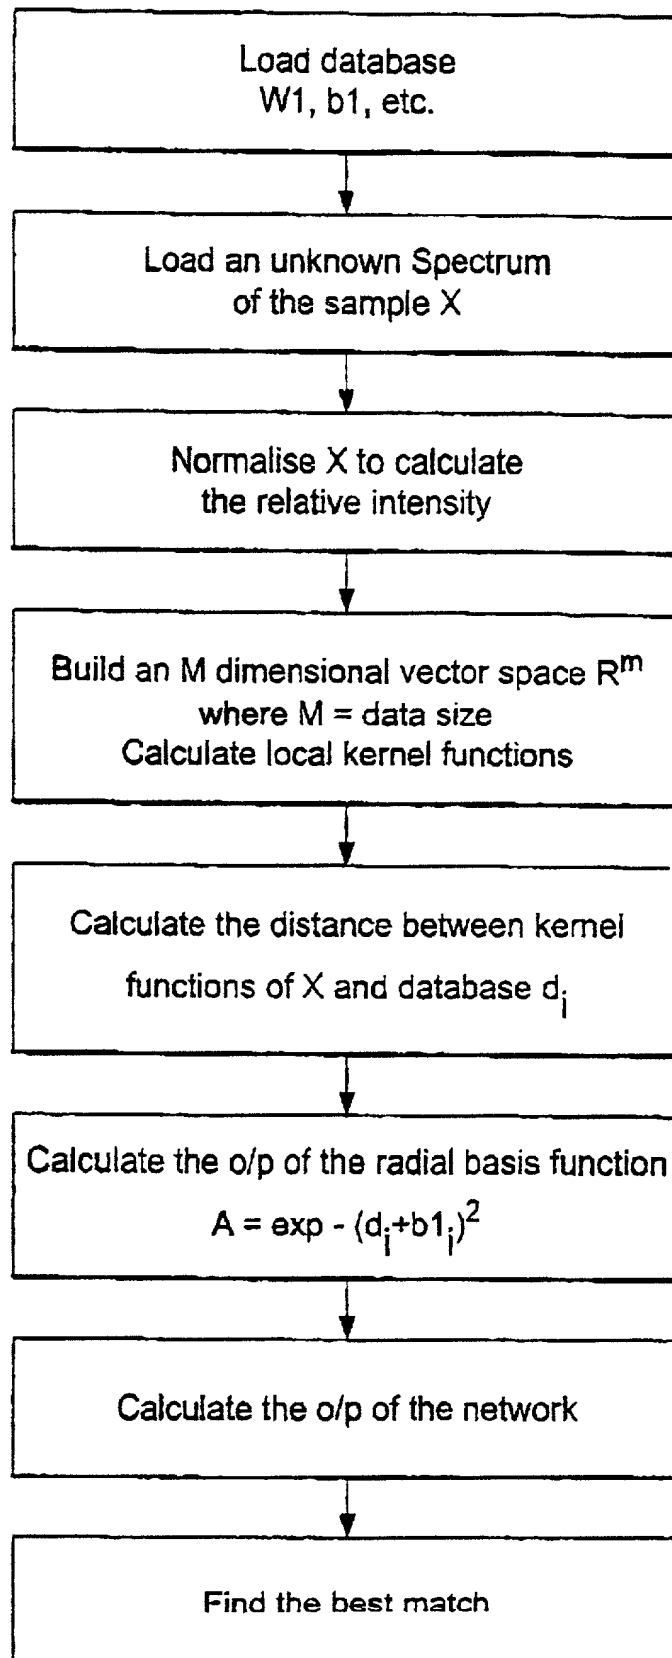 Load database
W1, b1, etc.
Load an unknown Spectrum
of the sample X
Normalise X to calculate
the relative intensity
Build an M dimensional vector space R^m
where M = data size
Calculate local kernel functions
Calculate the distance between kernel
functions of X and database d_j
Calculate the o/p of the radial basis function
A = exp - (d_j+b1_j)^2
Calculate the o/p of the network
Find the best match